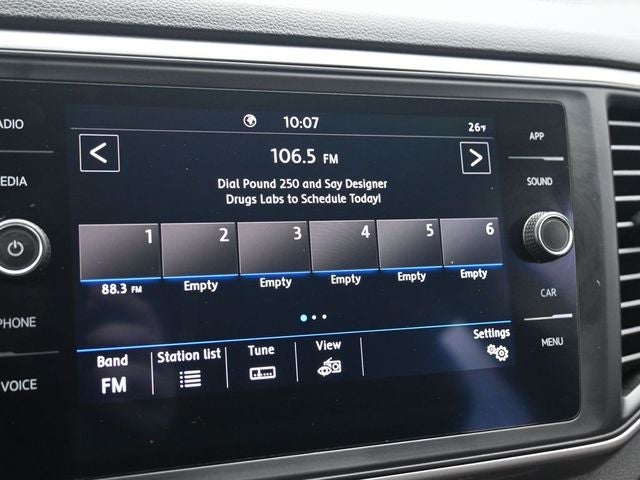 10:07
26°F
106.5 FM
Dial Pound 250 and Say Designer
Drugs Labs to Schedule Today!
1 2 3 4 5 6
88.3 FM Empty Empty Empty Empty Empty
Band Station list Tune View Settings
FM
ADIO
EDIA
PHONE
VOICE
APP
SOUND
CAR
MENU